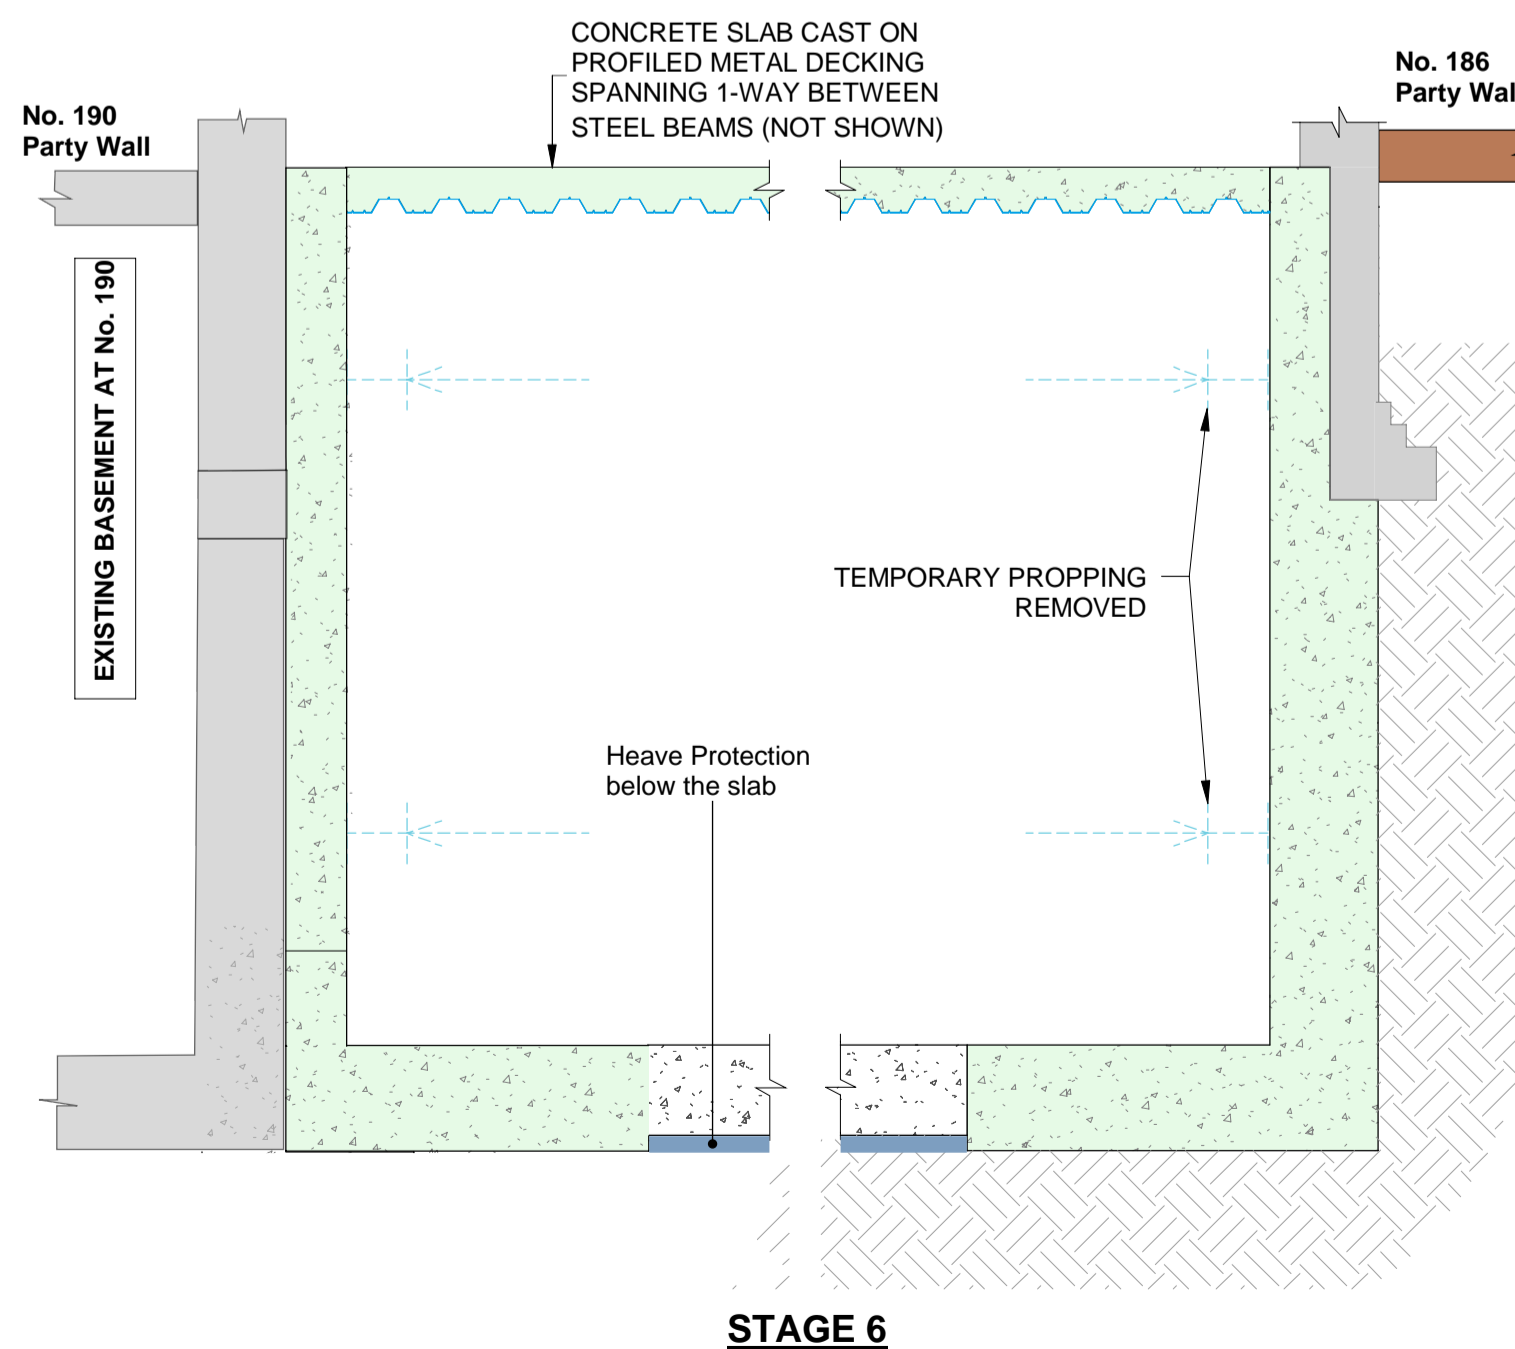 CONCRETE SLAB CAST ON
PROFILED METAL DECKING
SPANNING 1-WAY BETWEEN
STEEL BEAMS (NOT SHOWN)
No. 190
Party Wall
No. 186
Party Wal
EXISTING BASEMENT AT No. 190
TEMPORARY PROPPING
REMOVED
Heave Protection
below the slab
STAGE 6